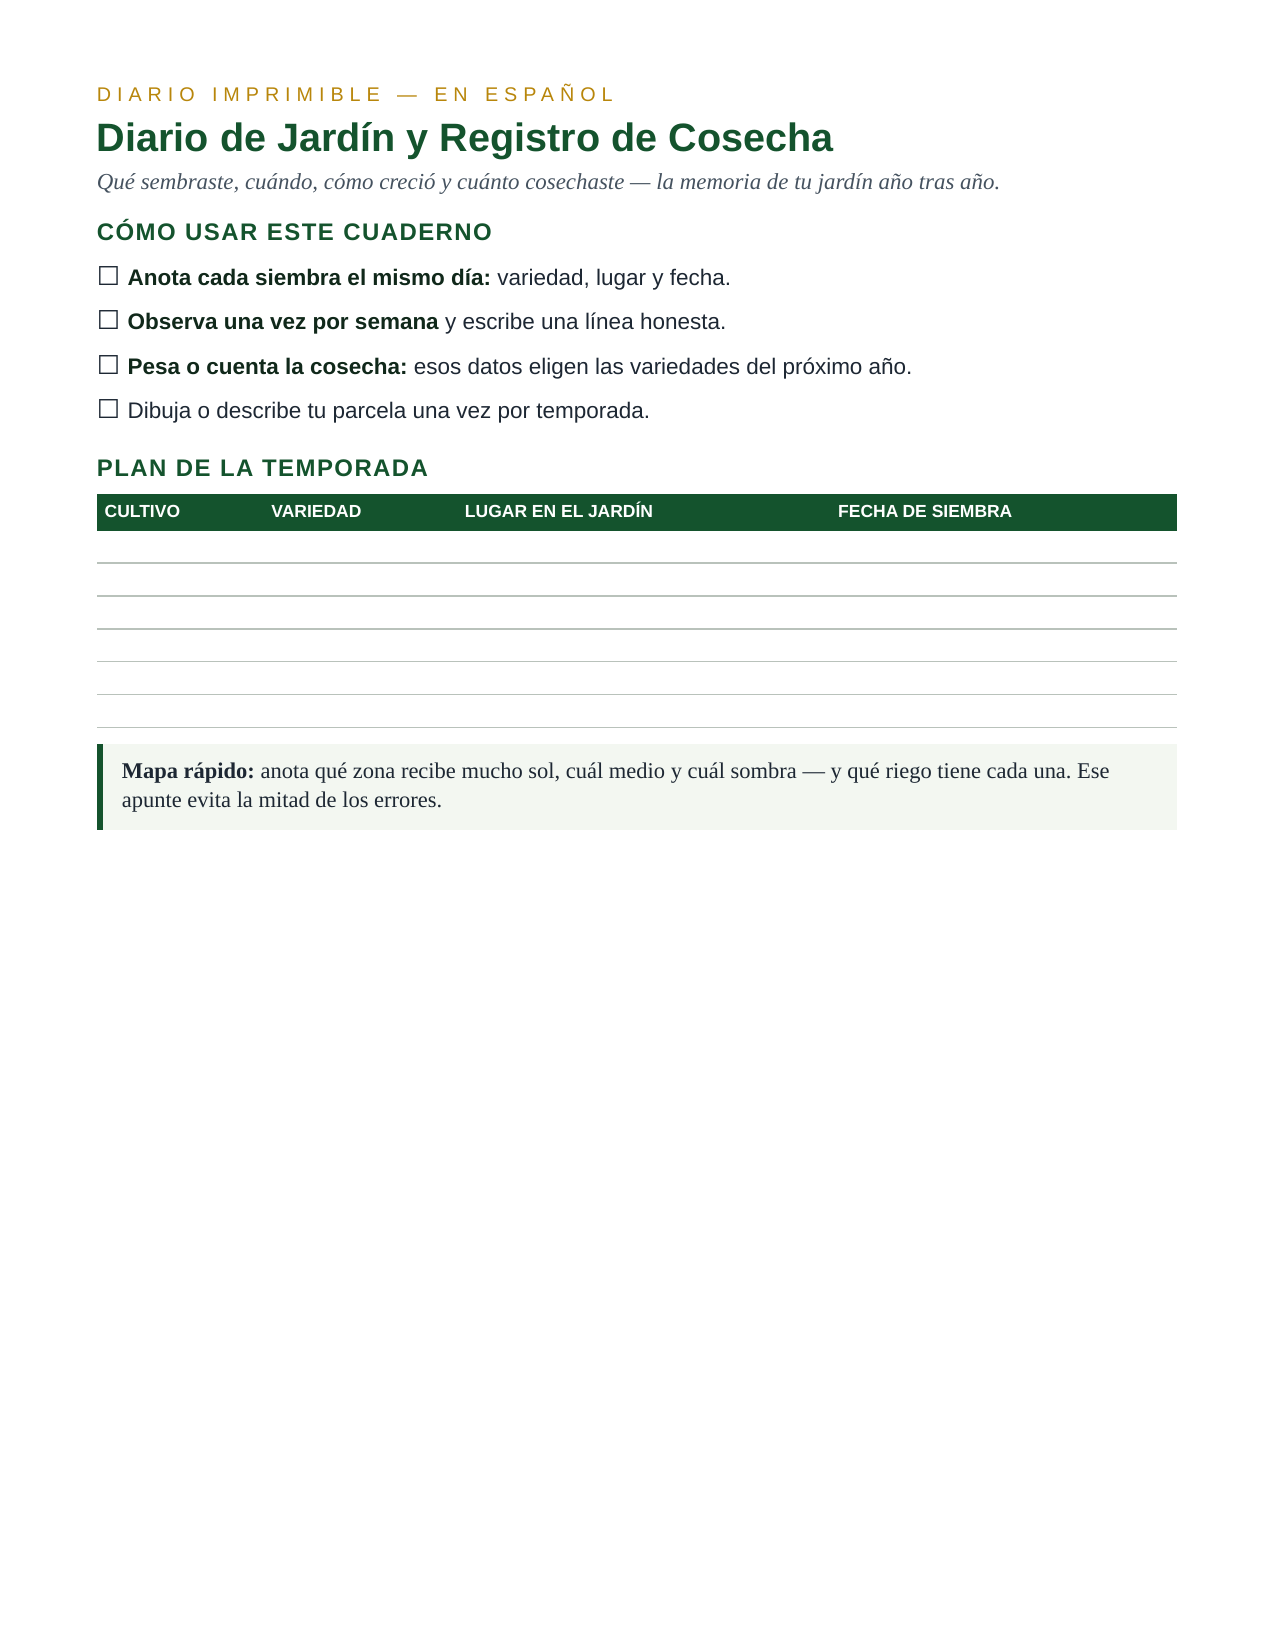 DIARIO IMPRIMIBLE — EN ESPAÑOL
Diario de Jardín y Registro de Cosecha
Qué sembraste, cuándo, cómo creció y cuánto cosechaste — la memoria de tu jardín año tras año.
CÓMO USAR ESTE CUADERNO
☐ Anota cada siembra el mismo día: variedad, lugar y fecha.
☐ Observa una vez por semana y escribe una línea honesta.
☐ Pesa o cuenta la cosecha: esos datos eligen las variedades del próximo año.
☐ Dibuja o describe tu parcela una vez por temporada.
PLAN DE LA TEMPORADA
CULTIVO VARIEDAD LUGAR EN EL JARDÍN FECHA DE SIEMBRA
Mapa rápido: anota qué zona recibe mucho sol, cuál medio y cuál sombra — y qué riego tiene cada una. Ese
apunte evita la mitad de los errores.